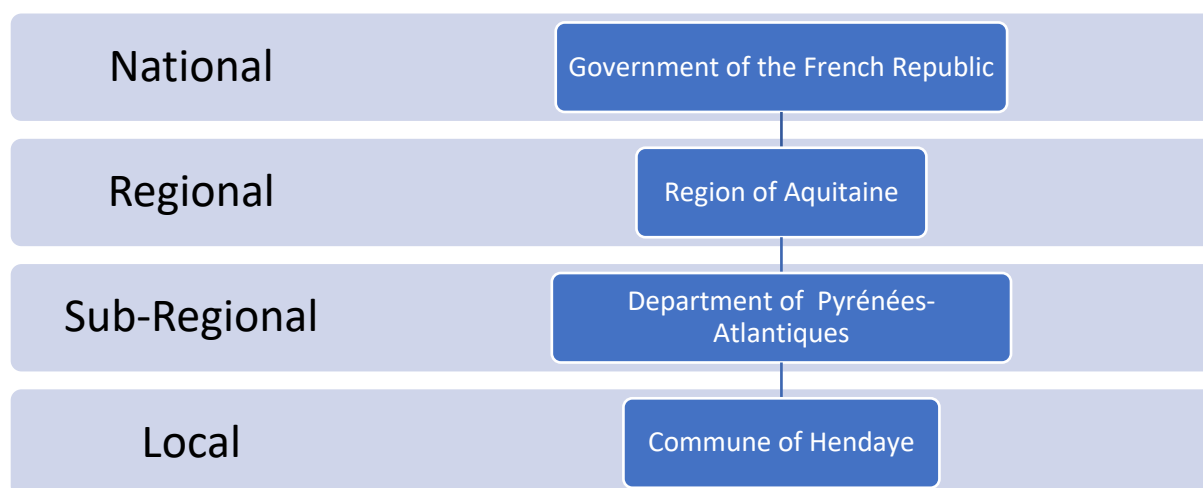 National
Government of the French Republic
Regional
Region of Aquitaine
Sub-Regional
Department of Pyrénées-
Atlantiques
Local
Commune of Hendaye